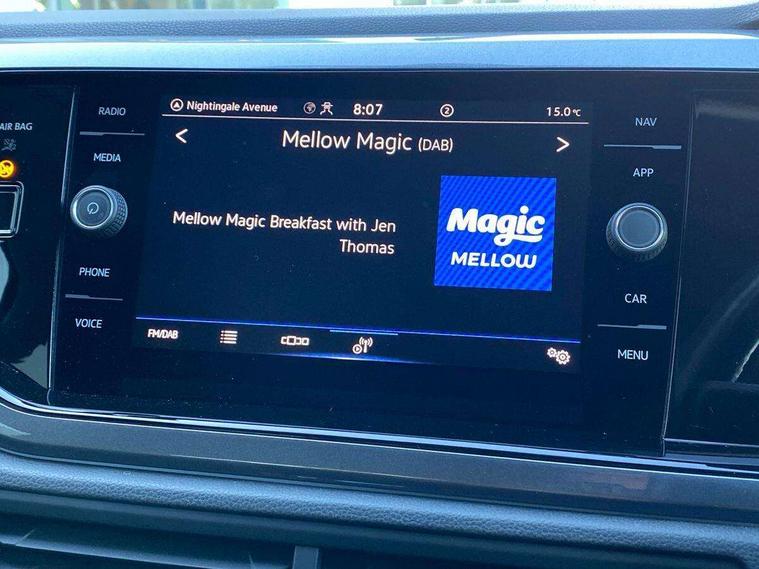 AIR BAG
RADIO
MEDIA
PHONE
VOICE
Nightingale Avenue
8:07
2
15.0°C
< Mellow Magic (DAB) >
Mellow Magic Breakfast with Jen
Thomas
Magic
MELLOW
FM/DAB
NAV
APP
CAR
MENU